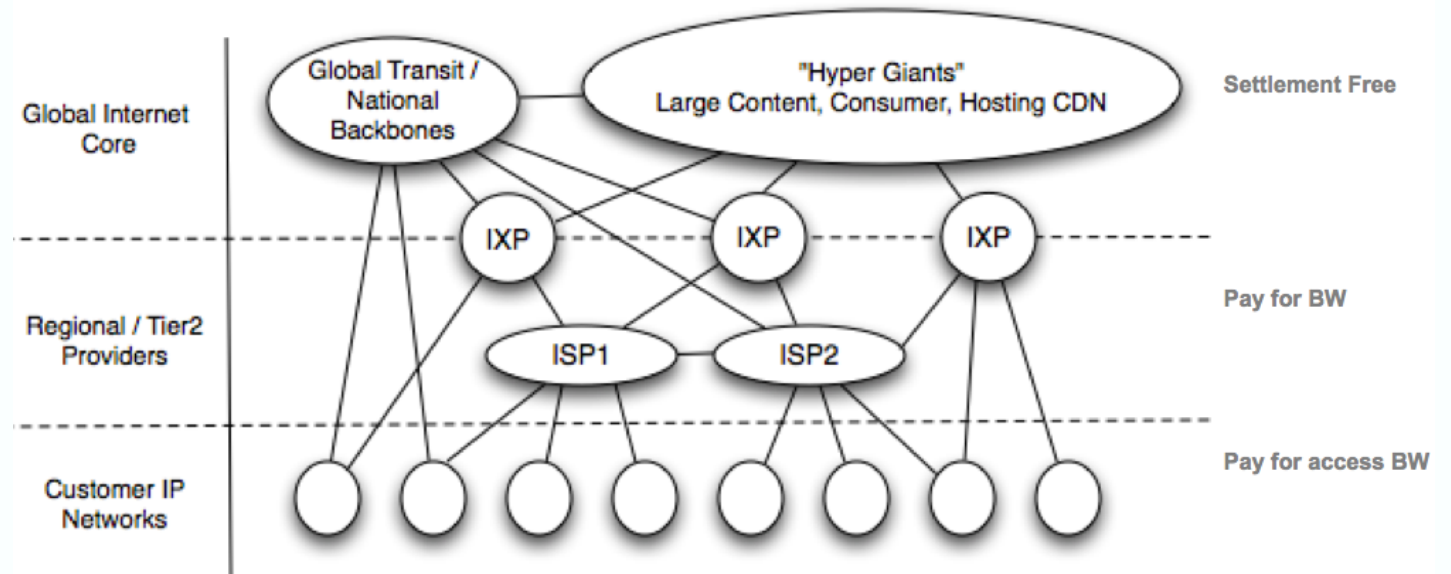 Global Internet
Core
Global Transit /
National
Backbones
"Hyper Giants"
Large Content, Consumer, Hosting CDN
Settlement Free
IXP
IXP
IXP
Regional / Tier2
Providers
ISP1
ISP2
Pay for BW
Customer IP
Networks
Pay for access BW